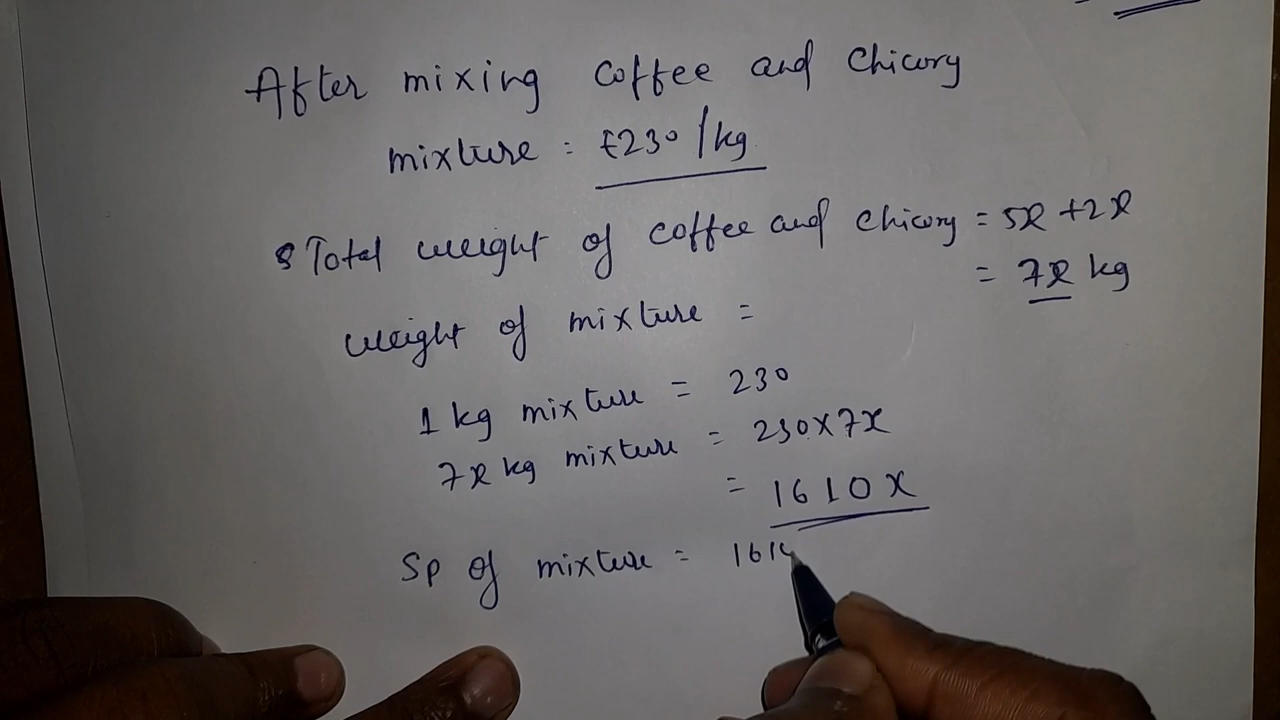 After mixing coffee and chicory
mixture = ₹230/kg
Total weight of coffee and chicory = 5x + 2x
= 7x kg
weight of mixture =
1 kg mixture = 230
7x kg mixture = 230 x 7x
= 1610x
SP of mixture = 1610